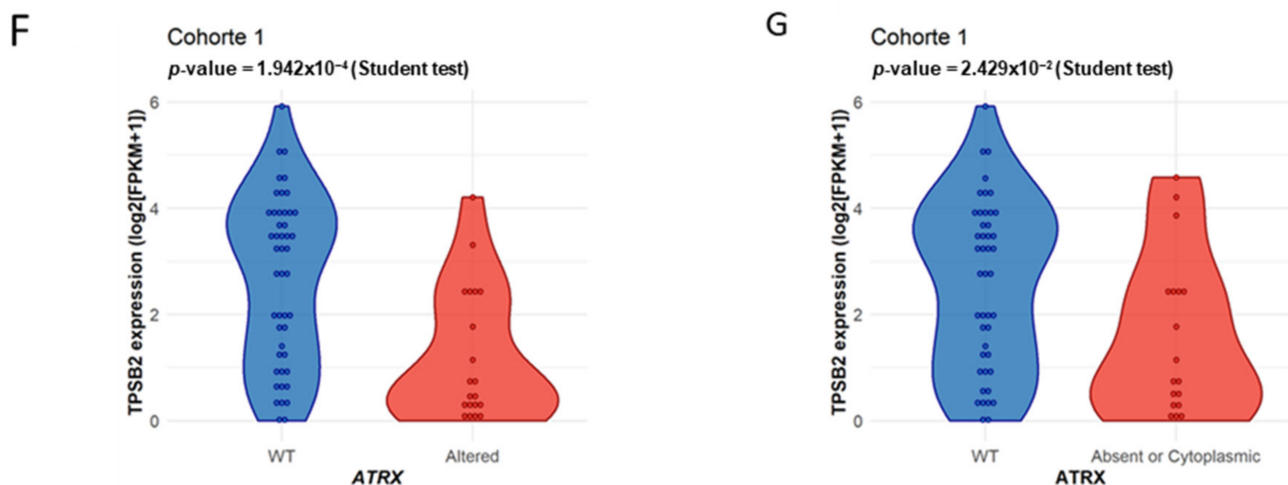 F
Cohorte 1
p-value = 1.942x10⁻⁴ (Student test)
TPSB2 expression (log2[FPKM+1])
6
4
2
0
WT
Altered
ATRX
G
Cohorte 1
p-value = 2.429x10⁻² (Student test)
TPSB2 expression (log2[FPKM+1])
6
4
2
0
WT
Absent or Cytoplasmic
ATRX